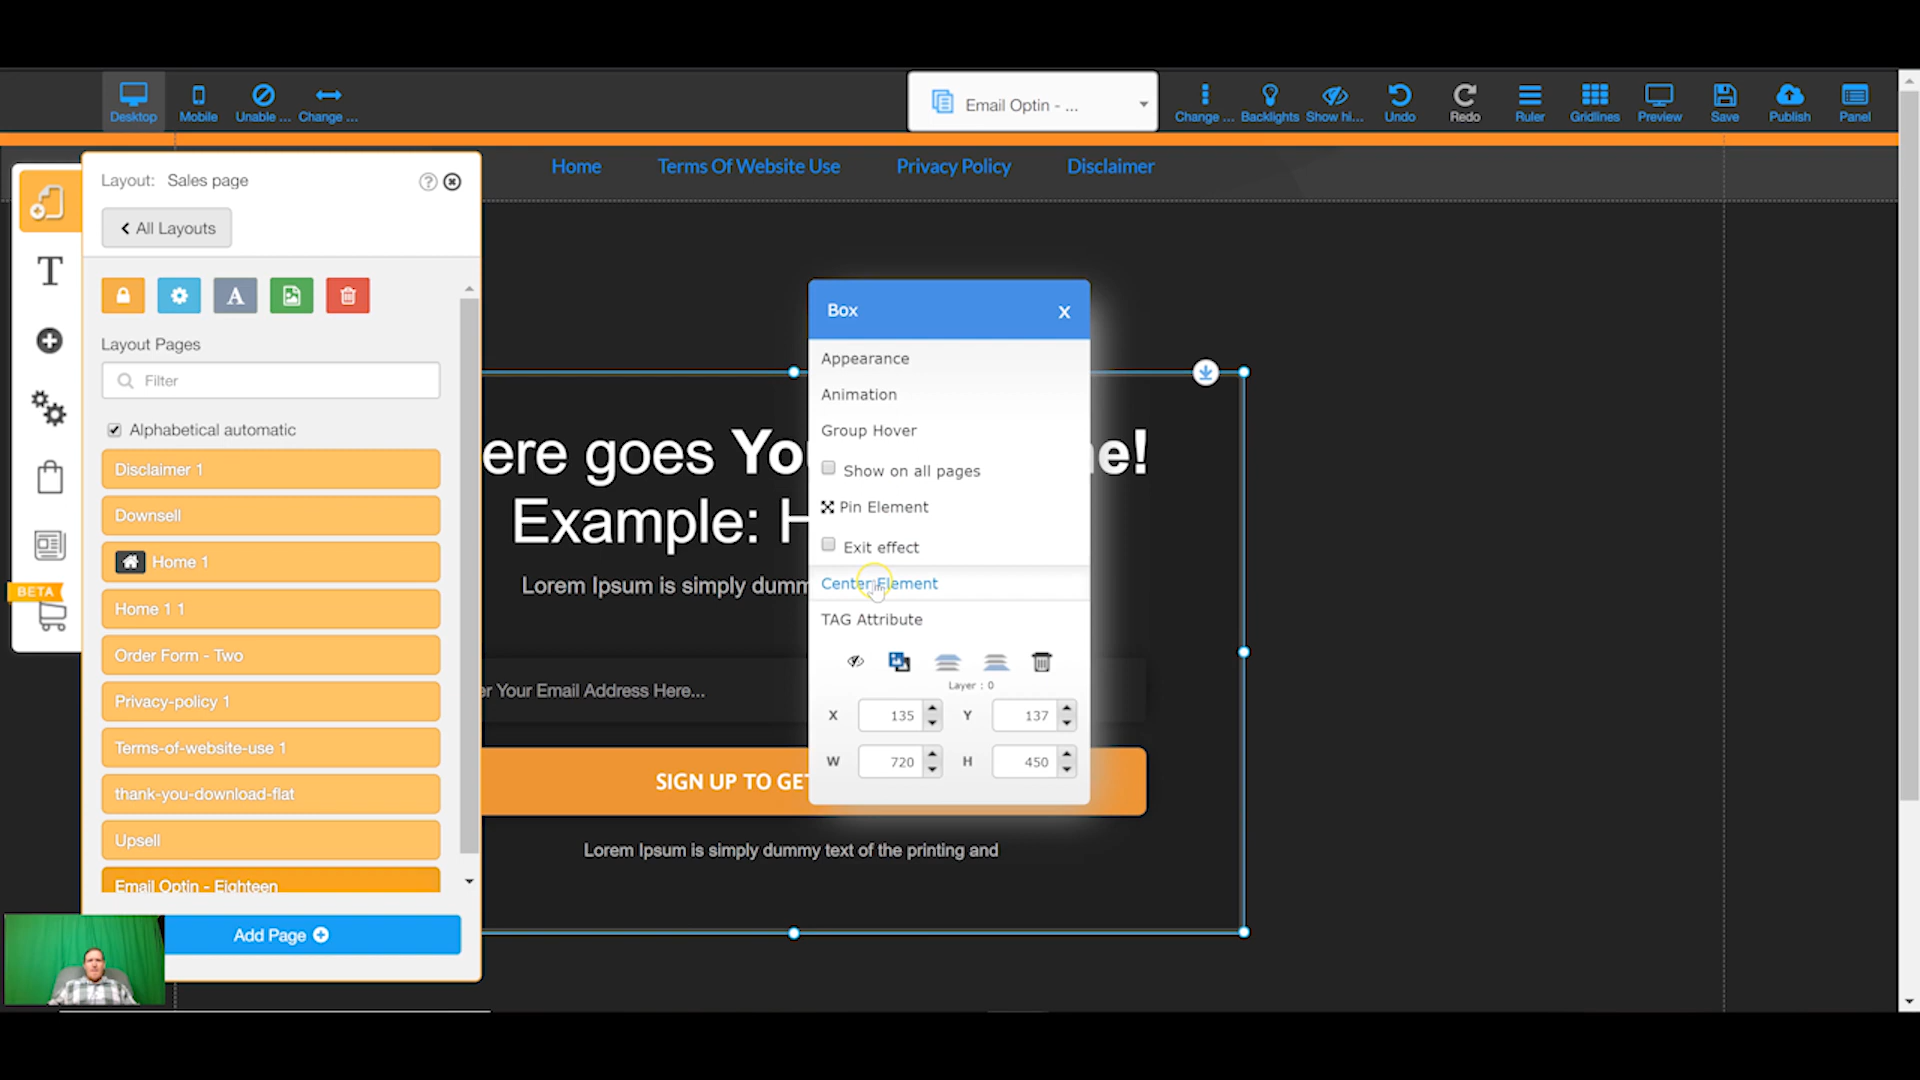 Desktop
Mobile
Unable ...
Change ...
Email Optin - ...
Change ...
Backlights
Show hi...
Undo
Redo
Ruler
Gridlines
Preview
Save
Publish
Panel
Home
Terms Of Website Use
Privacy Policy
Disclaimer
Layout: Sales page
?
All Layouts
A
Layout Pages
Filter
Alphabetical automatic
Disclaimer 1
Downsell
Home 1
Home 1 1
Order Form - Two
Privacy-policy 1
Terms-of-website-use 1
thank-you-download-flat
Upsell
Email Optin - Eighteen
Add Page
T
BETA
Box
X
Appearance
Animation
Group Hover
Show on all pages
Pin Element
Exit effect
Center Element
TAG Attribute
Layer : 0
X 135 Y 137
W 720 H 450
ere goes Yo e!
Example: H
Lorem Ipsum is simply dumm
er Your Email Address Here...
SIGN UP TO GET
Lorem Ipsum is simply dummy text of the printing and